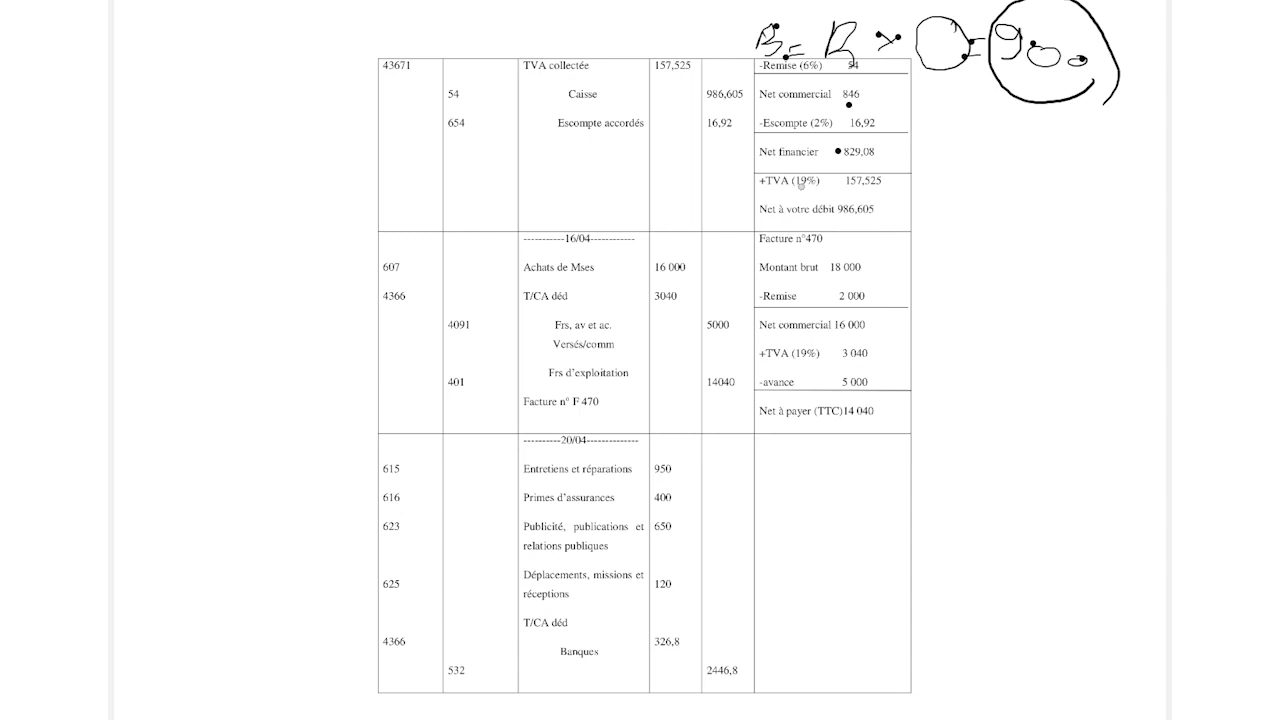 B = R × 0 = 900
43671 TVA collectée 157,525 -Remise (6%) 54
54 Caisse 986,605 Net commercial 846
654 Escompte accordés 16,92 -Escompte (2%) 16,92
Net financier 829,08
+TVA (19%) 157,525
Net à votre débit 986,605
-----------16/04------------ Facture n°470
607 Achats de Mses 16 000 Montant brut 18 000
4366 T/CA déd 3040 -Remise 2 000
4091 Frs, av et ac. 5000 Net commercial 16 000
Versés/comm
+TVA (19%) 3 040
401 Frs d’exploitation 14040 -avance 5 000
Facture n° F 470 Net à payer (TTC)14 040
----------20/04--------------
615 Entretiens et réparations 950
616 Primes d’assurances 400
623 Publicité, publications et 650
relations publiques
625 Déplacements, missions et 120
réceptions
T/CA déd
4366 326,8
Banques
532 2446,8